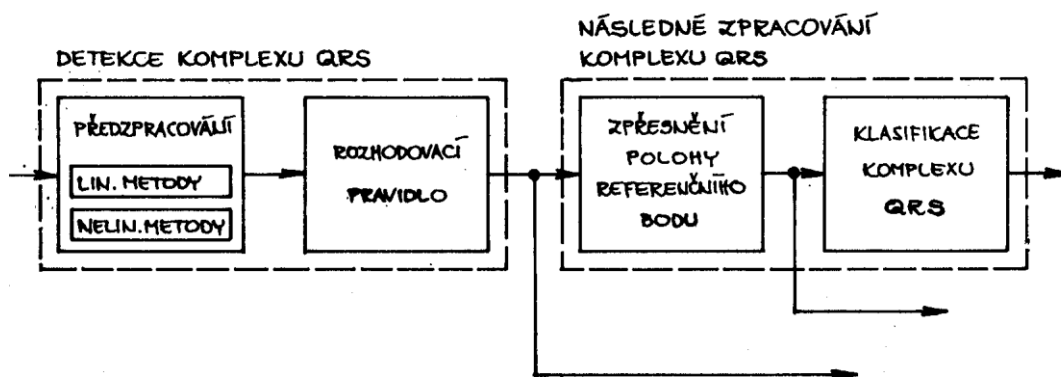 DETEKCE KOMPLEXU QRS
PŘEDZPRACOVÁNÍ
LIN. METODY
NELIN. METODY
ROZHODOVACÍ
PRAVIDLO
NÁSLEDNÉ ZPRACOVÁNÍ
KOMPLEXU QRS
ZPŘESNĚNÍ
POLOHY
REFERENČNÍHO
BODU
KLASIFIKACE
KOMPLEXU
QRS